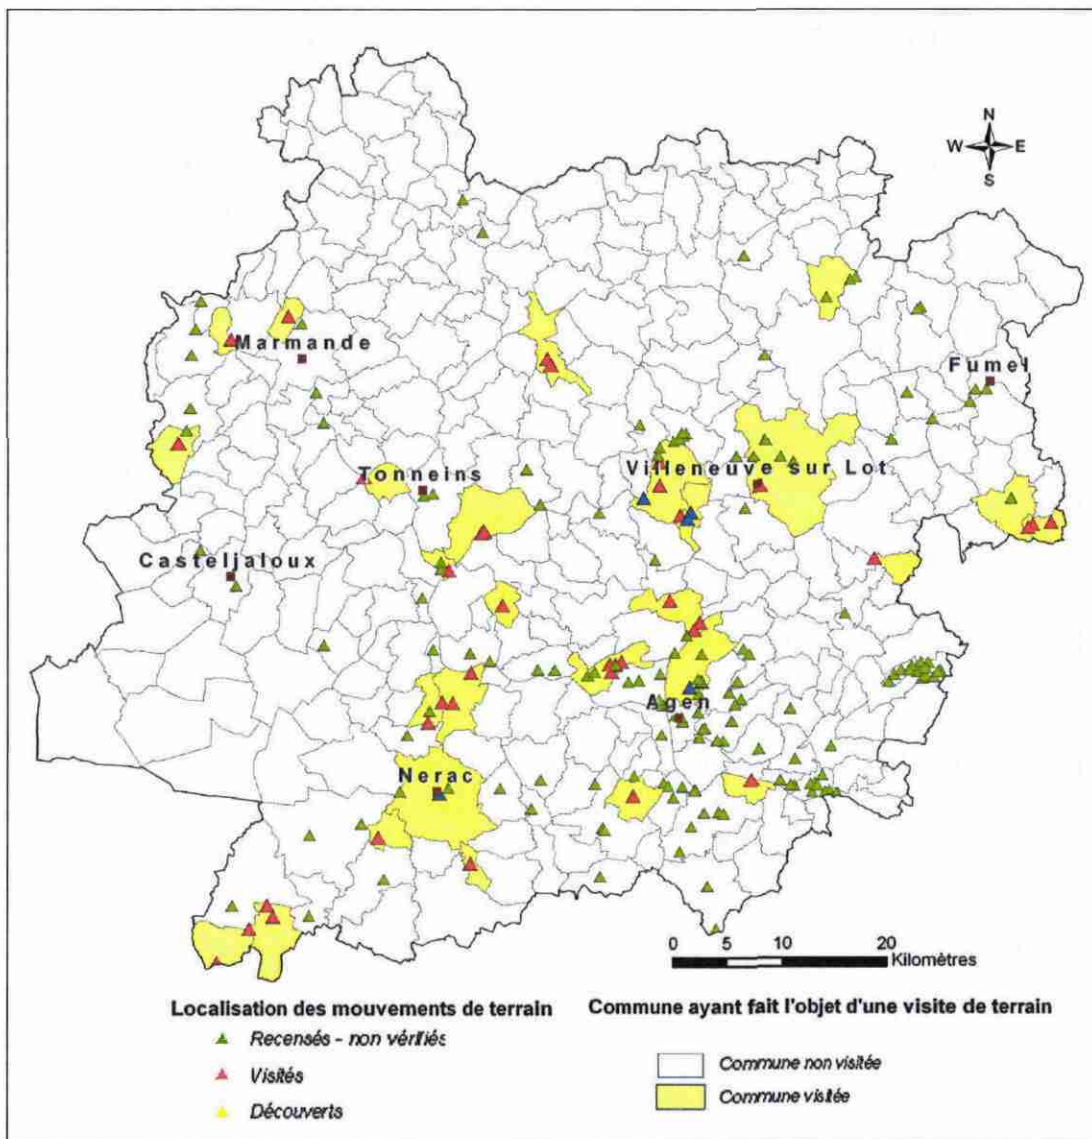 N
W E
S
Marmande
Fumel
Tonneins
Villeneuve sur Lot
Casteljaloux
Agen
Nerac
0 5 10 20
Kilomètres
Localisation des mouvements de terrain
Recensés - non vérifiés
Visités
Découverts
Commune ayant fait l'objet d'une visite de terrain
Commune non visitée
Commune visitée